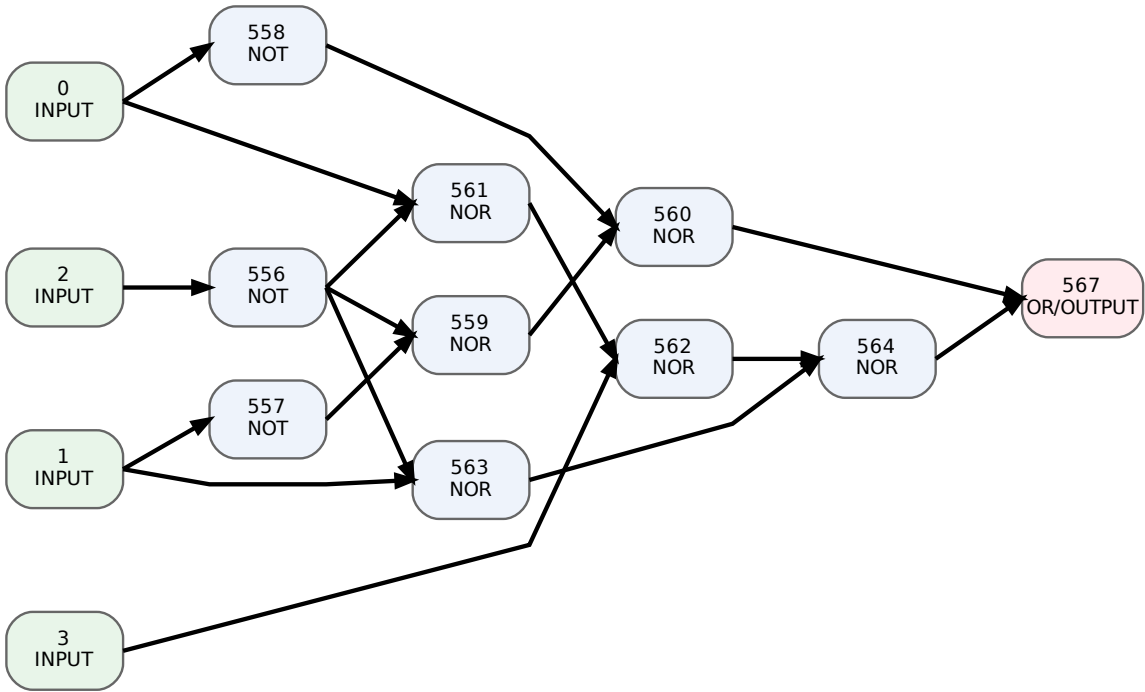 558
NOT
0
INPUT
561
NOR
560
NOR
2
INPUT
556
NOT
567
OR/OUTPUT
559
NOR
562
NOR
564
NOR
557
NOT
1
INPUT
563
NOR
3
INPUT